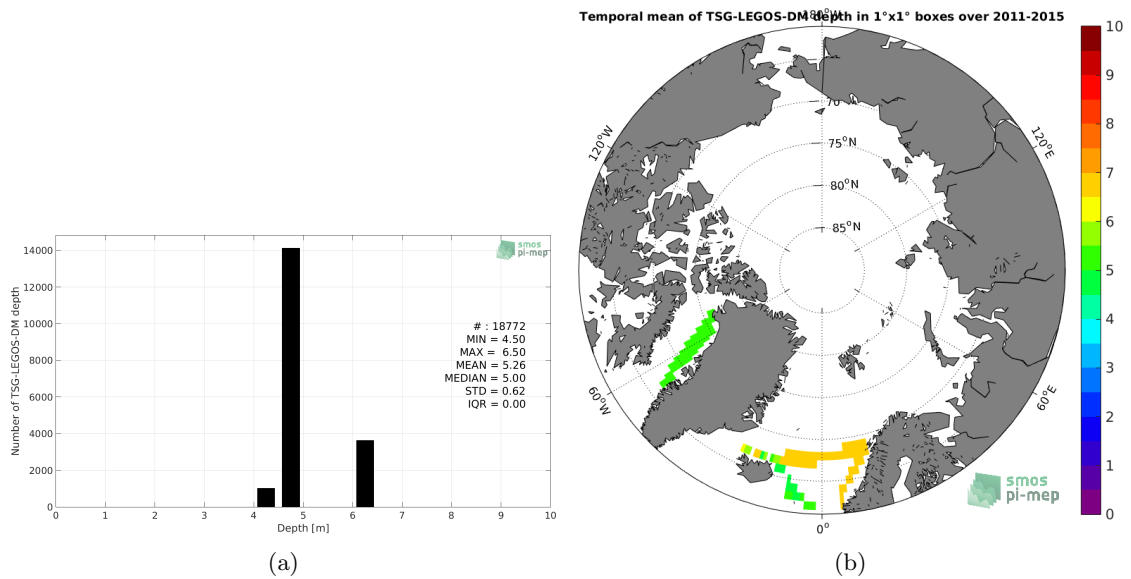 Temporal mean of TSG-LEGOS-DM depth in 1°x1° boxes over 2011-2015
180°W
120°W
120°E
60°W
60°E
0°
70
75°N
80°N
85°N
10
9
8
7
6
5
4
3
2
1
0
smos
pi-mep
14000
12000
10000
8000
6000
4000
2000
0
Number of TSG-LEGOS-DM depth
smos
pi-mep
# : 18772
MIN = 4.50
MAX = 6.50
MEAN = 5.26
MEDIAN = 5.00
STD = 0.62
IQR = 0.00
0 1 2 3 4 5 6 7 8 9 10
Depth [m]
(a)
(b)